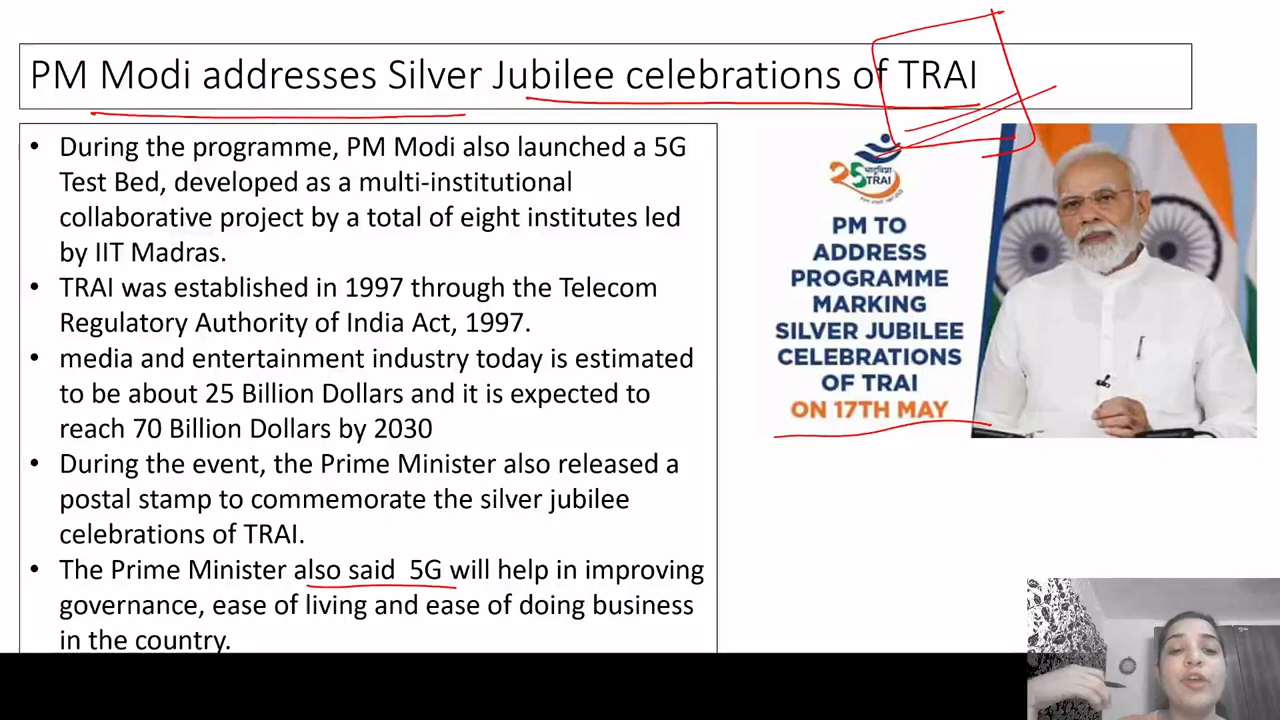 PM Modi addresses Silver Jubilee celebrations of TRAI
• During the programme, PM Modi also launched a 5G
Test Bed, developed as a multi-institutional
collaborative project by a total of eight institutes led
by IIT Madras.
• TRAI was established in 1997 through the Telecom
Regulatory Authority of India Act, 1997.
• media and entertainment industry today is estimated
to be about 25 Billion Dollars and it is expected to
reach 70 Billion Dollars by 2030
• During the event, the Prime Minister also released a
postal stamp to commemorate the silver jubilee
celebrations of TRAI.
• The Prime Minister also said 5G will help in improving
governance, ease of living and ease of doing business
in the country.
25 TRAI
PM TO
ADDRESS
PROGRAMME
MARKING
SILVER JUBILEE
CELEBRATIONS
OF TRAI
ON 17TH MAY